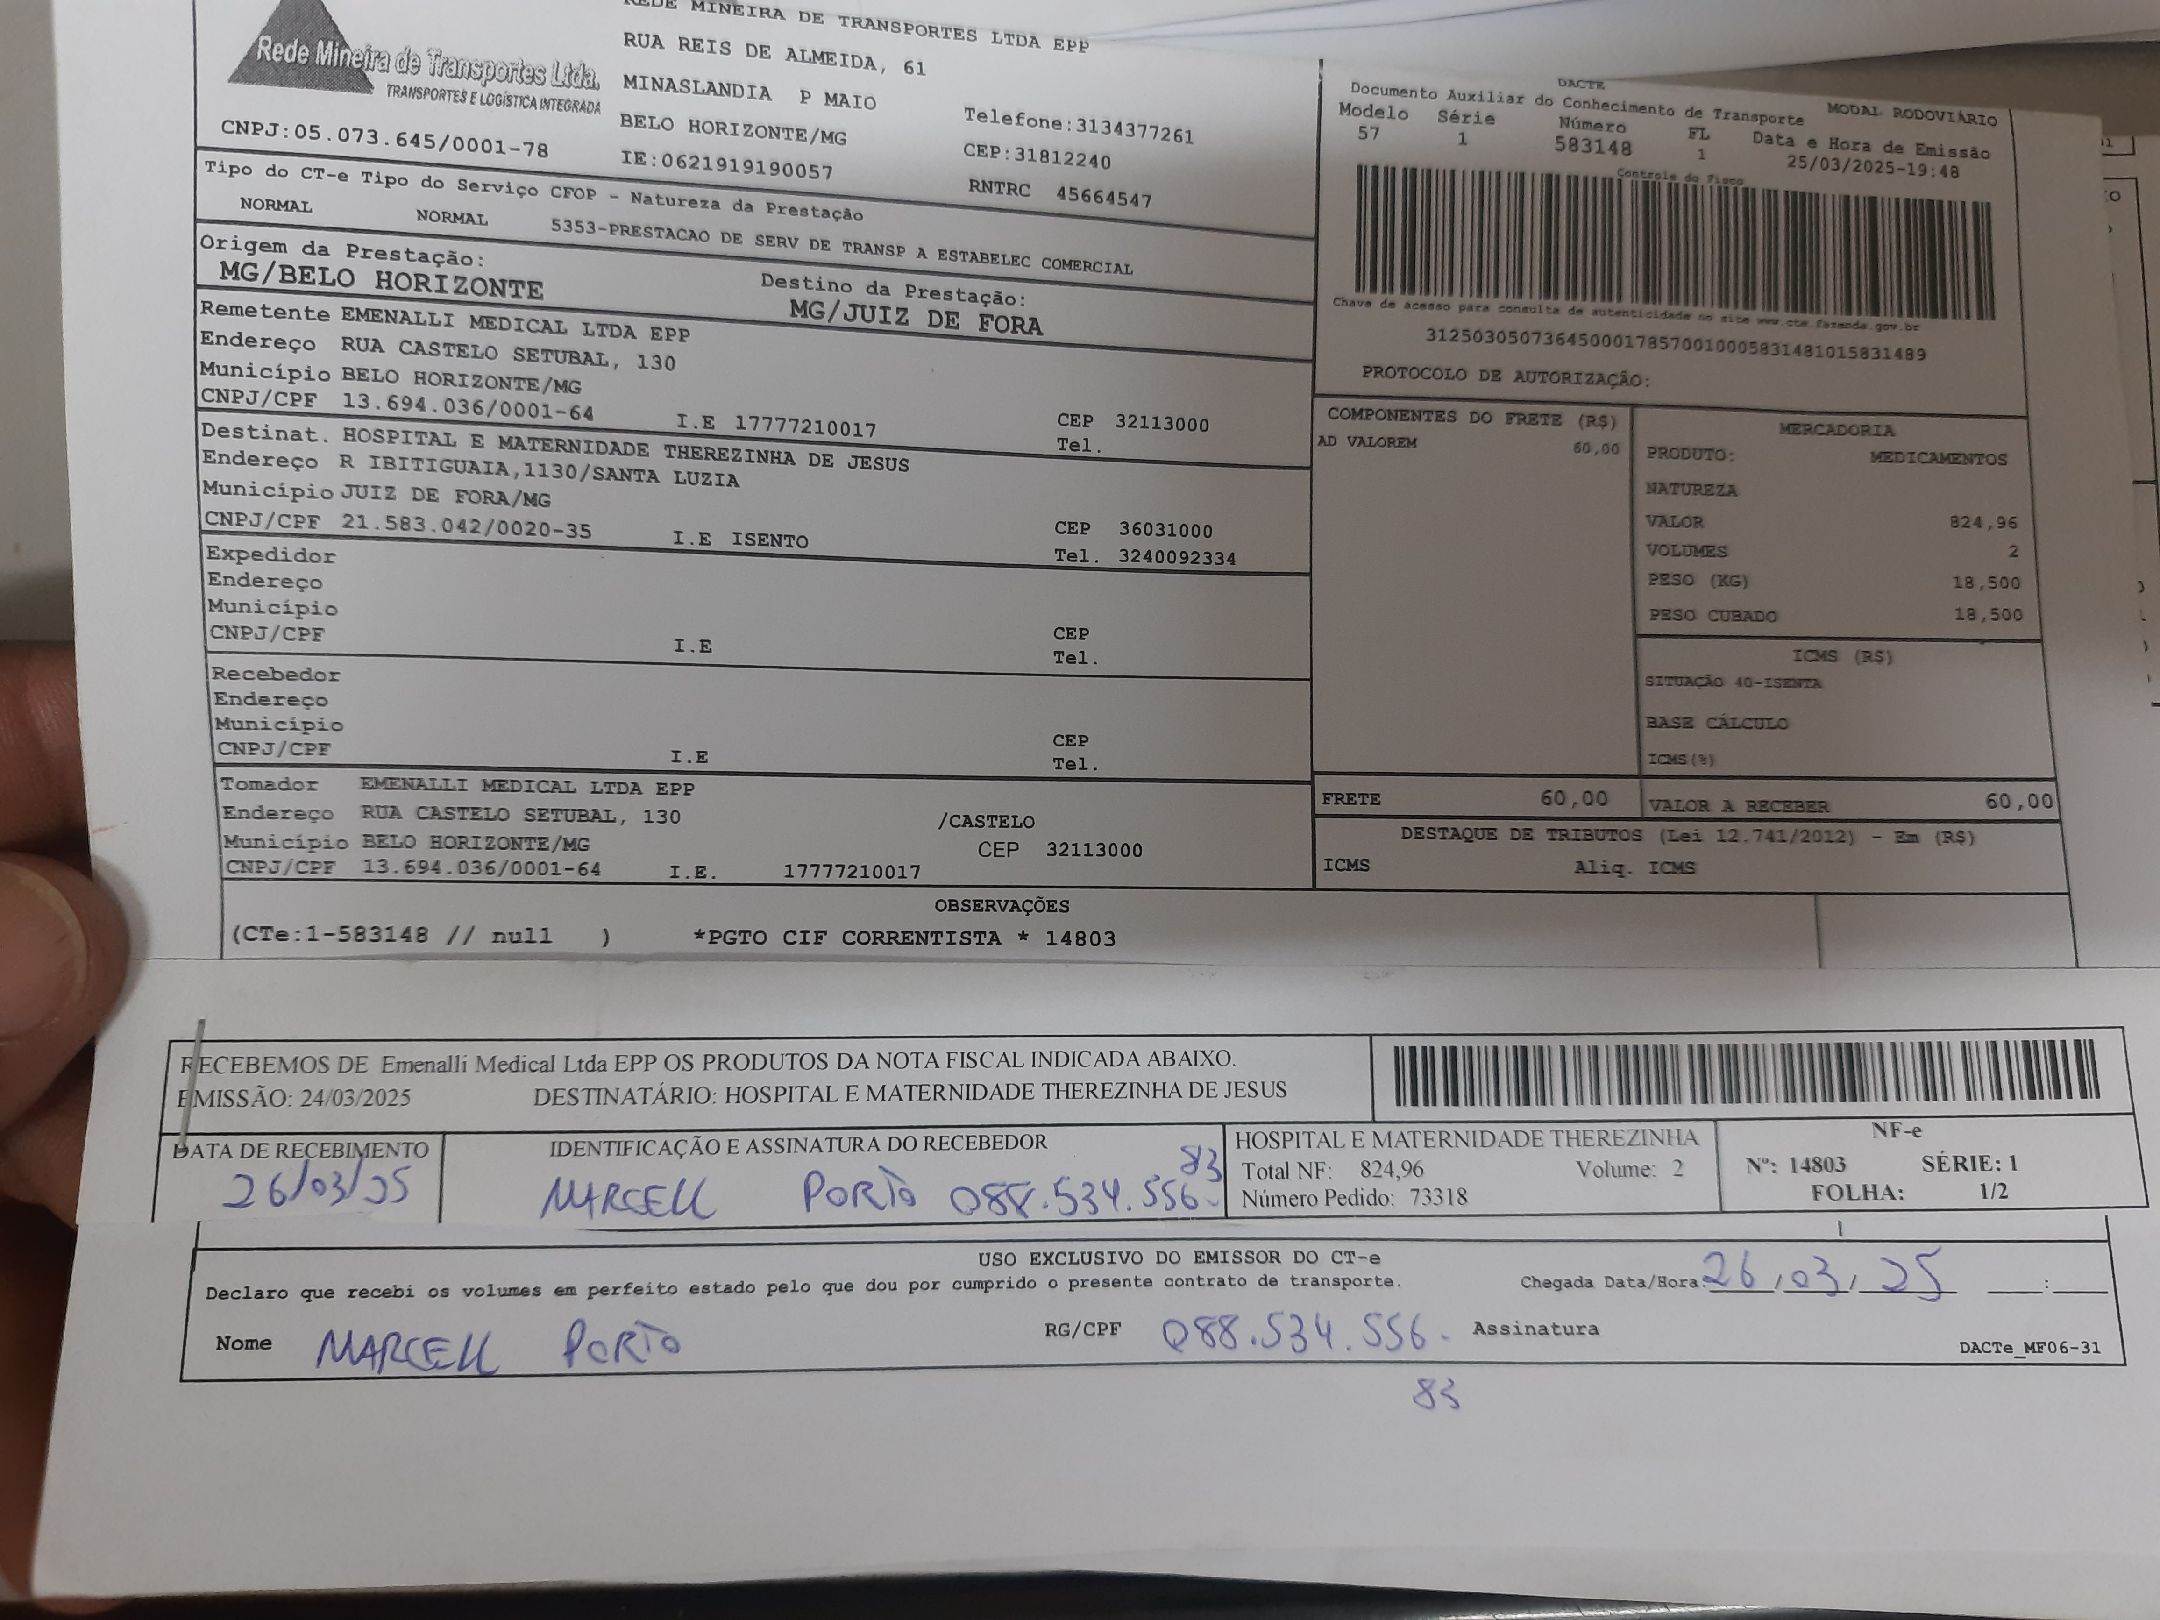 Rede Mineira de Transportes Ltda.
TRANSPORTES E LOGÍSTICA INTEGRADA
CNPJ:05.073.645/0001-78
REDE MINEIRA DE TRANSPORTES LTDA EPP
RUA REIS DE ALMEIDA, 61
MINASLANDIA P MAIO
BELO HORIZONTE/MG
IE:0621919190057
Telefone:3134377261
CEP:31812240
RNTRC 45664547
DACTE
Documento Auxiliar do Conhecimento de Transporte MODAL RODOVIÁRIO
Modelo Série Número FL Data e Hora de Emissão
57 1 583148 1 25/03/2025-19:48
Controle do Fisco
Chave de acesso para consulta de autenticidade no site www.cte.fazenda.gov.br
31250305073645000178570010005831481015831489
PROTOCOLO DE AUTORIZAÇÃO:
Tipo do CT-e Tipo do Serviço CFOP - Natureza da Prestação
NORMAL NORMAL 5353-PRESTACAO DE SERV DE TRANSP A ESTABELEC COMERCIAL
Origem da Prestação: Destino da Prestação:
MG/BELO HORIZONTE MG/JUIZ DE FORA
Remetente EMENALLI MEDICAL LTDA EPP
Endereço RUA CASTELO SETUBAL, 130
Município BELO HORIZONTE/MG
CNPJ/CPF 13.694.036/0001-64 I.E 17777210017 CEP 32113000
Tel.
Destinat. HOSPITAL E MATERNIDADE THEREZINHA DE JESUS
Endereço R IBITIGUAIA,1130/SANTA LUZIA
Município JUIZ DE FORA/MG
CNPJ/CPF 21.583.042/0020-35 I.E ISENTO CEP 36031000
Tel. 3240092334
Expedidor
Endereço
Município
CNPJ/CPF I.E CEP
Tel.
Recebedor
Endereço
Município
CNPJ/CPF I.E CEP
Tel.
Tomador EMENALLI MEDICAL LTDA EPP
Endereço RUA CASTELO SETUBAL, 130 /CASTELO
Município BELO HORIZONTE/MG CEP 32113000
CNPJ/CPF 13.694.036/0001-64 I.E. 17777210017
COMPONENTES DO FRETE (R$)
AD VALOREM 60,00
MERCADORIA
PRODUTO: MEDICAMENTOS
NATUREZA
VALOR 824,96
VOLUMES 2
PESO (KG) 18,500
PESO CUBADO 18,500
ICMS (R$)
SITUAÇÃO 40-ISENTA
BASE CÁLCULO
ICMS(%)
FRETE 60,00 VALOR A RECEBER 60,00
DESTAQUE DE TRIBUTOS (Lei 12.741/2012) - Em (R$)
ICMS Aliq. ICMS
OBSERVAÇÕES
(CTe:1-583148 // null ) *PGTO CIF CORRENTISTA * 14803
RECEBEMOS DE Emenalli Medical Ltda EPP OS PRODUTOS DA NOTA FISCAL INDICADA ABAIXO.
EMISSÃO: 24/03/2025 DESTINATÁRIO: HOSPITAL E MATERNIDADE THEREZINHA DE JESUS
DATA DE RECEBIMENTO
26/03/25
IDENTIFICAÇÃO E ASSINATURA DO RECEBEDOR
MARCELL PORTO 088.534.556-83
HOSPITAL E MATERNIDADE THEREZINHA
Total NF: 824,96 Volume: 2
Número Pedido: 73318
NF-e
Nº: 14803 SÉRIE: 1
FOLHA: 1/2
USO EXCLUSIVO DO EMISSOR DO CT-e
Declaro que recebi os volumes em perfeito estado pelo que dou por cumprido o presente contrato de transporte. Chegada Data/Hora: 26/03/25 :
Nome MARCELL PORTO RG/CPF 088.534.556- Assinatura
83
DACTe_MF06-31